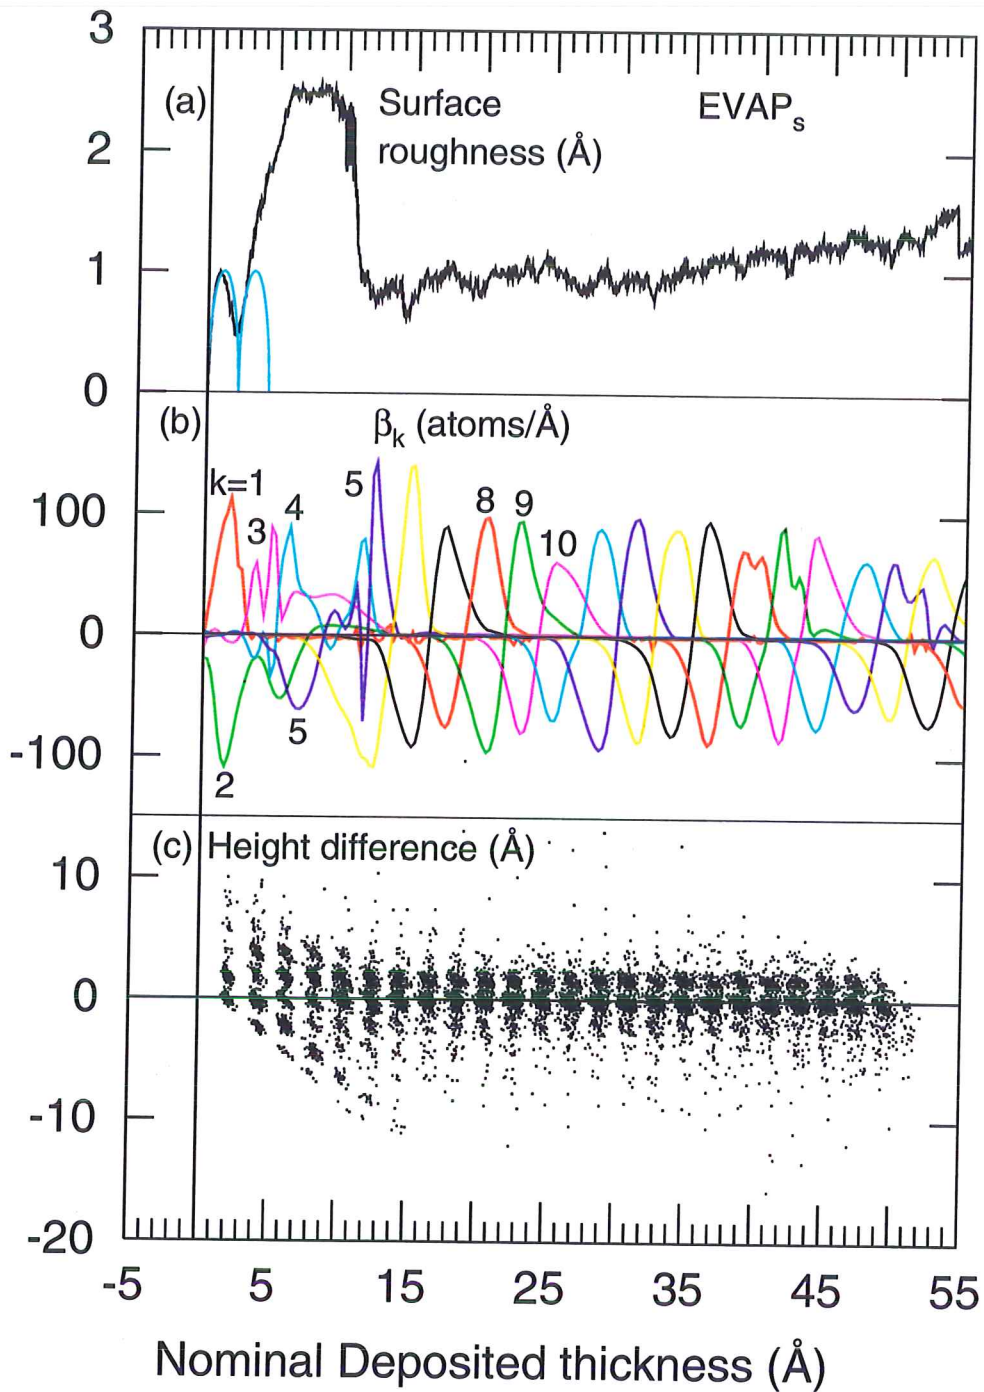 3
(a)
Surface
EVAPs
2
roughness (Å)
1
0
(b)
βk (atoms/Å)
k=1
5
4
8
9
100
3
10
0
5
-100
2
(c)
Height difference (Å)
10
0
-10
-20
-5
5
15
25
35
45
55
Nominal Deposited thickness (Å)